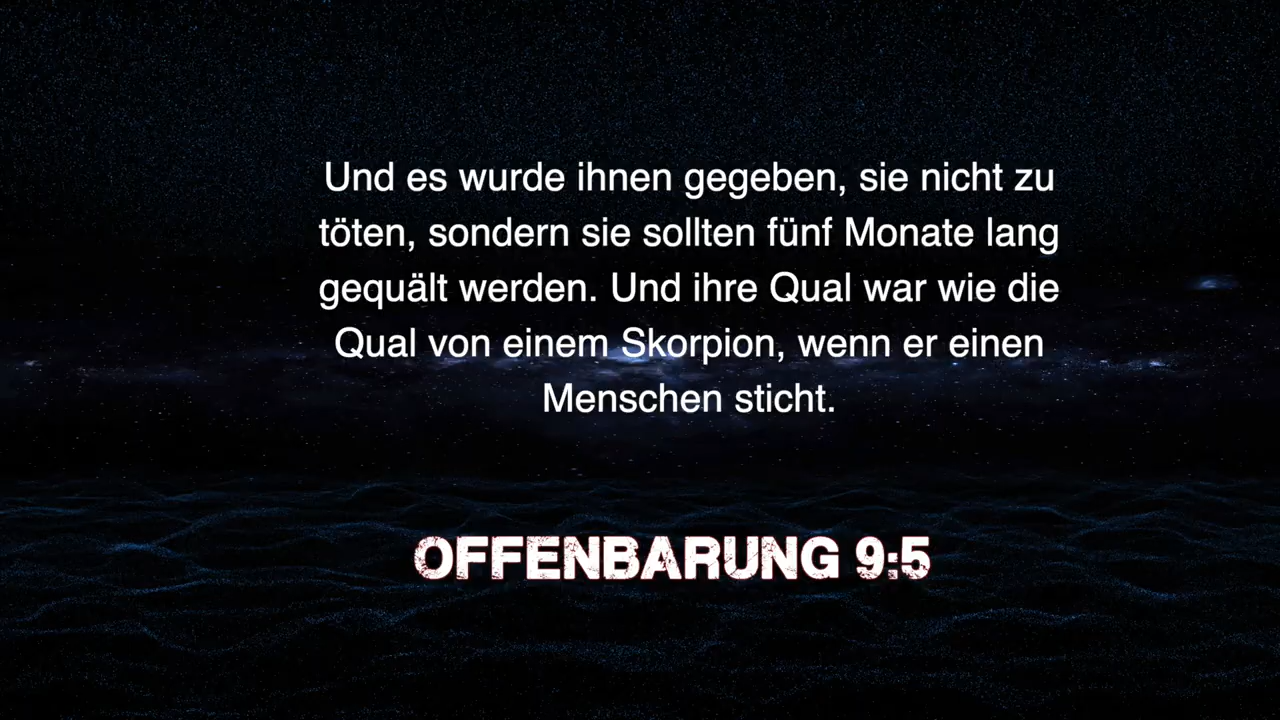 Und es wurde ihnen gegeben, sie nicht zu
töten, sondern sie sollten fünf Monate lang
gequält werden. Und ihre Qual war wie die
Qual von einem Skorpion, wenn er einen
Menschen sticht.
OFFENBARUNG 9:5